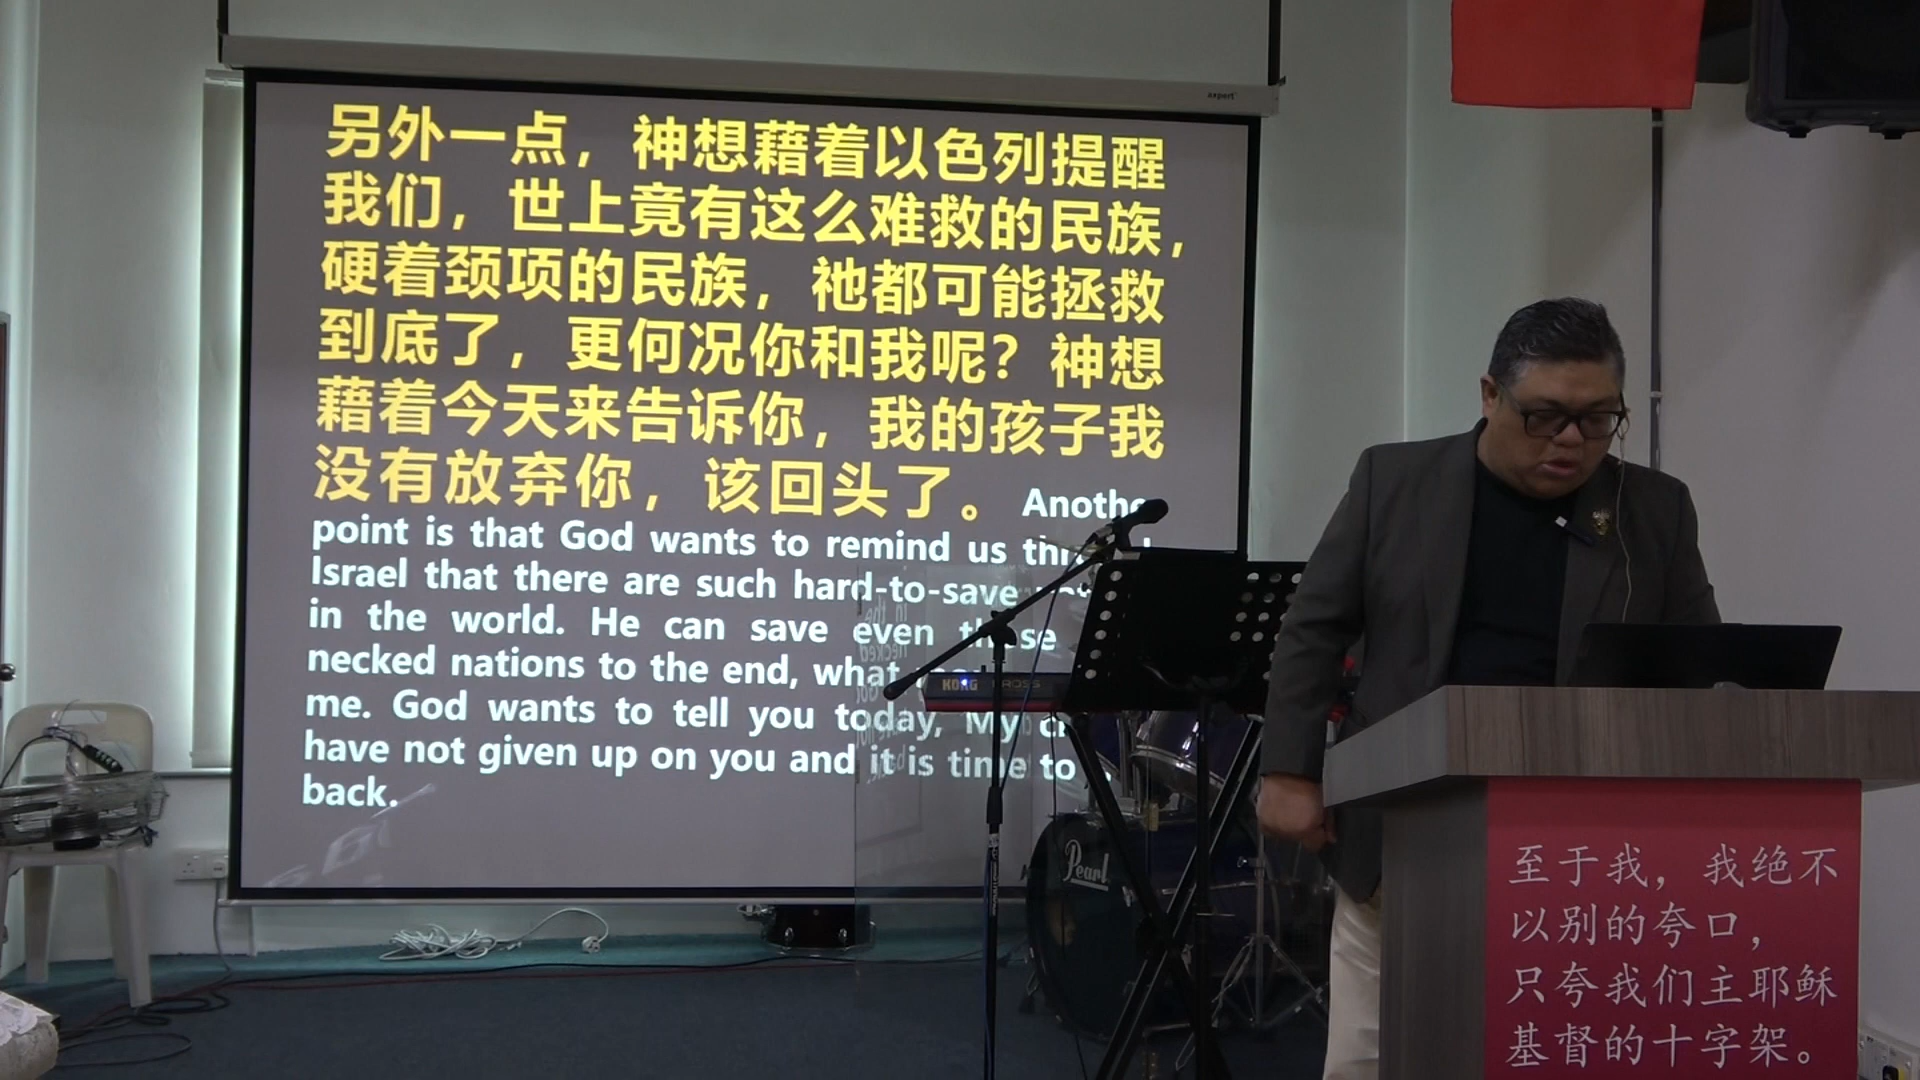 expert
另外一点，神想藉着以色列提醒
我们，世上竟有这么难救的民族，
硬着颈项的民族，祂都可能拯救
到底了，更何况你和我呢？神想
藉着今天来告诉你，我的孩子我
没有放弃你，该回头了。 Anothe
point is that God wants to remind us
Israel that there are such hard-to-save
in the world. He can save even these
necked nations to the end, what
me. God wants to tell you today, My
have not given up on you and it is time to
back.
KORG KROSS
Pearl
至于我，我绝不
以别的夸口，
只夸我们主耶稣
基督的十字架。